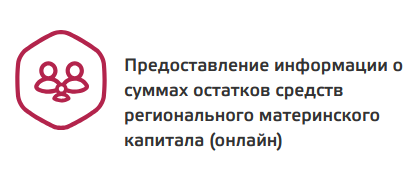 Предоставление информации о
суммах остатков средств
регионального материнского
капитала (онлайн)